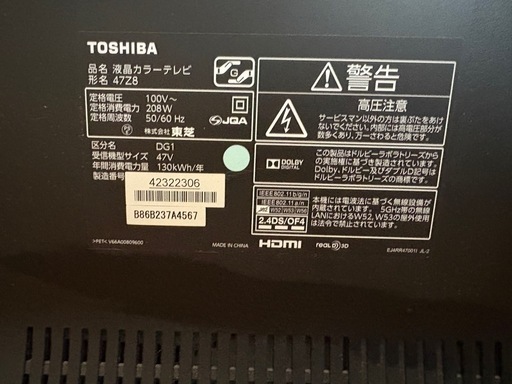 TOSHIBA
品名 液晶カラーテレビ
形名 47Z8
定格電圧 100V~
定格消費電力 208W
定格周波数 50/60 Hz
JQA
株式会社 東芝
区分名 DG1
受信機型サイズ 47V
年間消費電力量 130kWh/年
製造番号
42322306
B86B237A4567
>PET< V6AA00809600
MADE IN CHINA
警告
高圧注意
サービスマン以外の方は裏ぶたをあけ
ないでください。内部には高電圧部分が
数多くあり、万一さわると危険です。
DOLBY
DIGITAL
この製品はドルビーラボラトリーズから
の実施権に基づき製造されています。
Dolby、ドルビー及びダブルD記号はド
ルビーラボラトリーズの商標です。
IEEE802.11b/g/n
IEEE802.11a/n
W52 W53 W56
2.4DS/OF4
本機には電波法に基づく無線設備が内
蔵されています。 5GHz帯の無線
LANにおけるW52, W53の屋外使用
は法令により禁止されています。
HDMI
REAL D 3D
JL-2